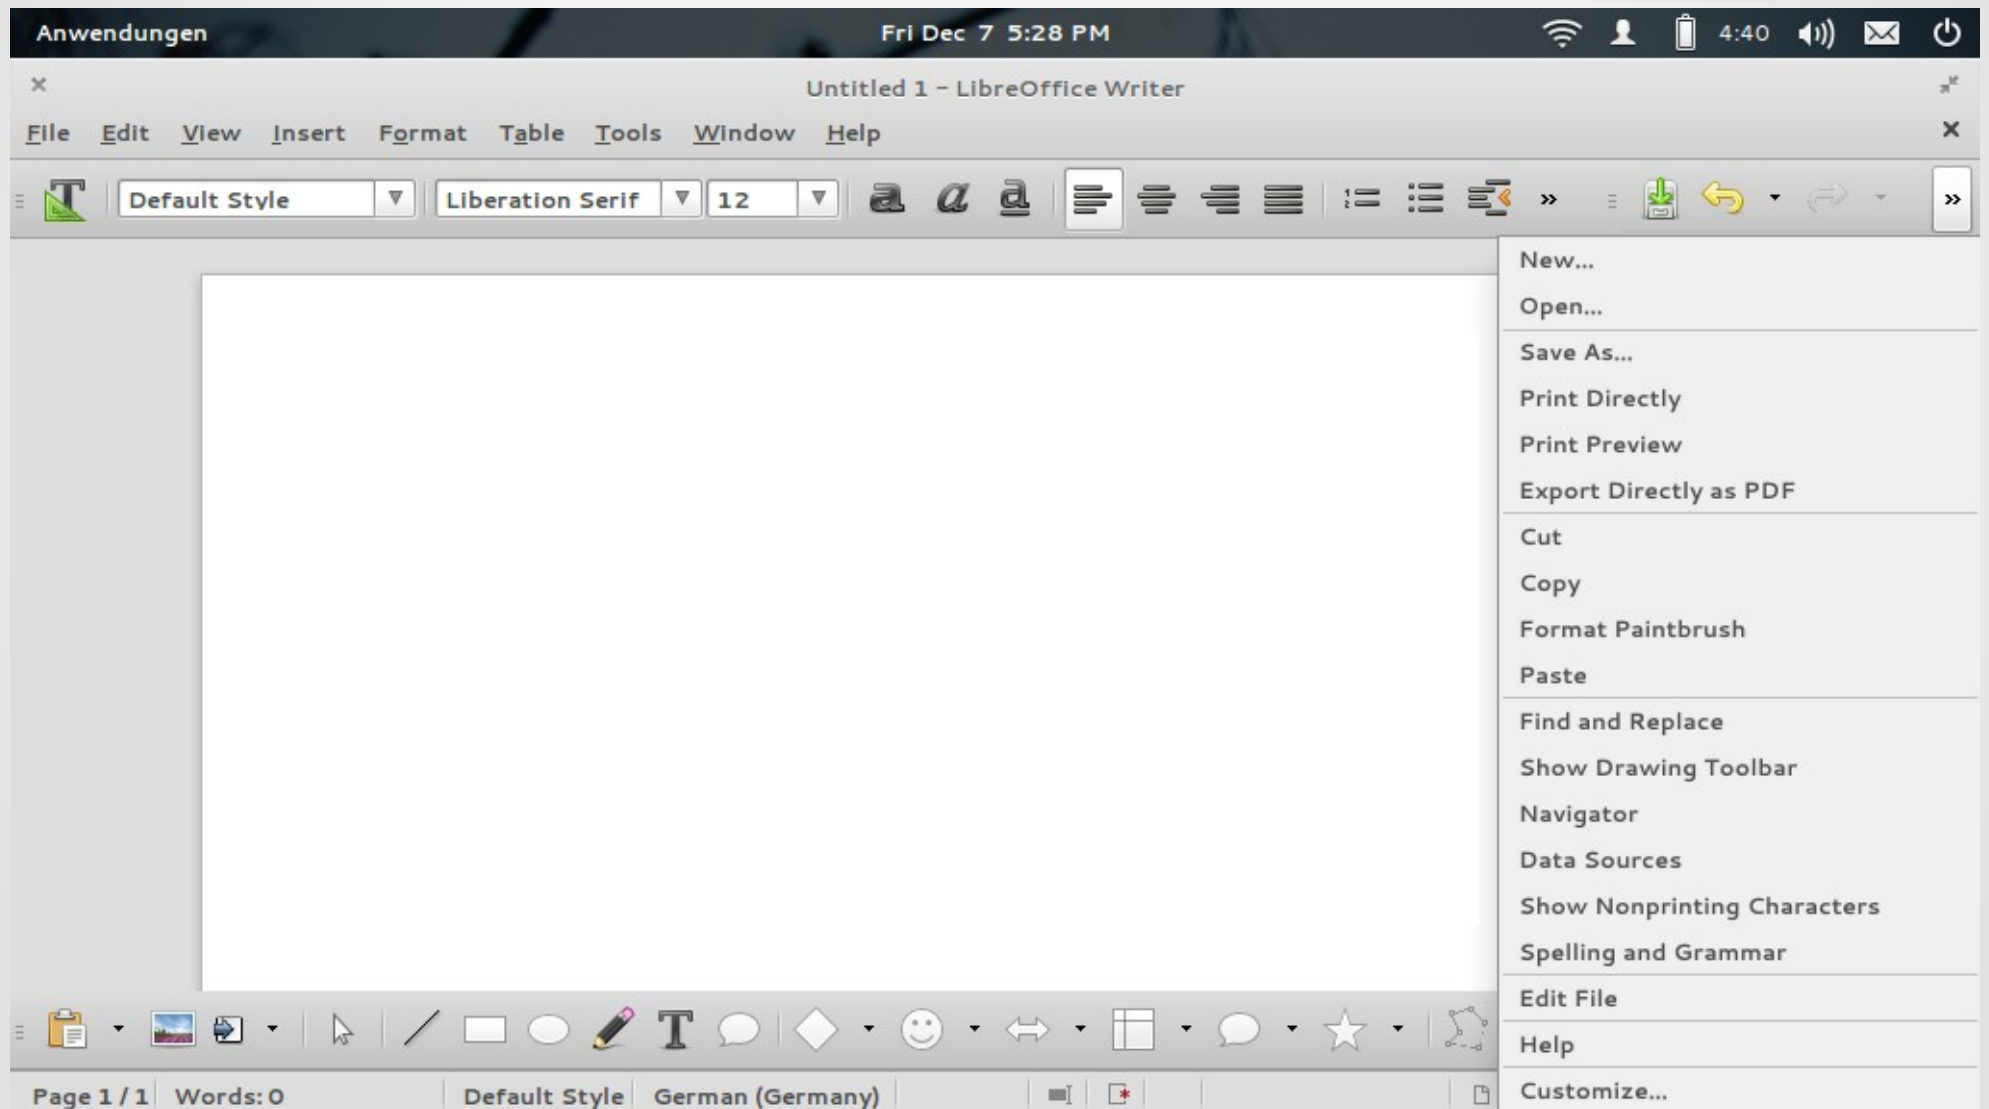 Anwendungen Fri Dec 7 5:28 PM 4:40
Untitled 1 - LibreOffice Writer
File Edit View Insert Format Table Tools Window Help
Default Style Liberation Serif 12
New...
Open...
Save As...
Print Directly
Print Preview
Export Directly as PDF
Cut
Copy
Format Paintbrush
Paste
Find and Replace
Show Drawing Toolbar
Navigator
Data Sources
Show Nonprinting Characters
Spelling and Grammar
Edit File
Help
Customize...
Page 1 / 1 Words: 0 Default Style German (Germany)